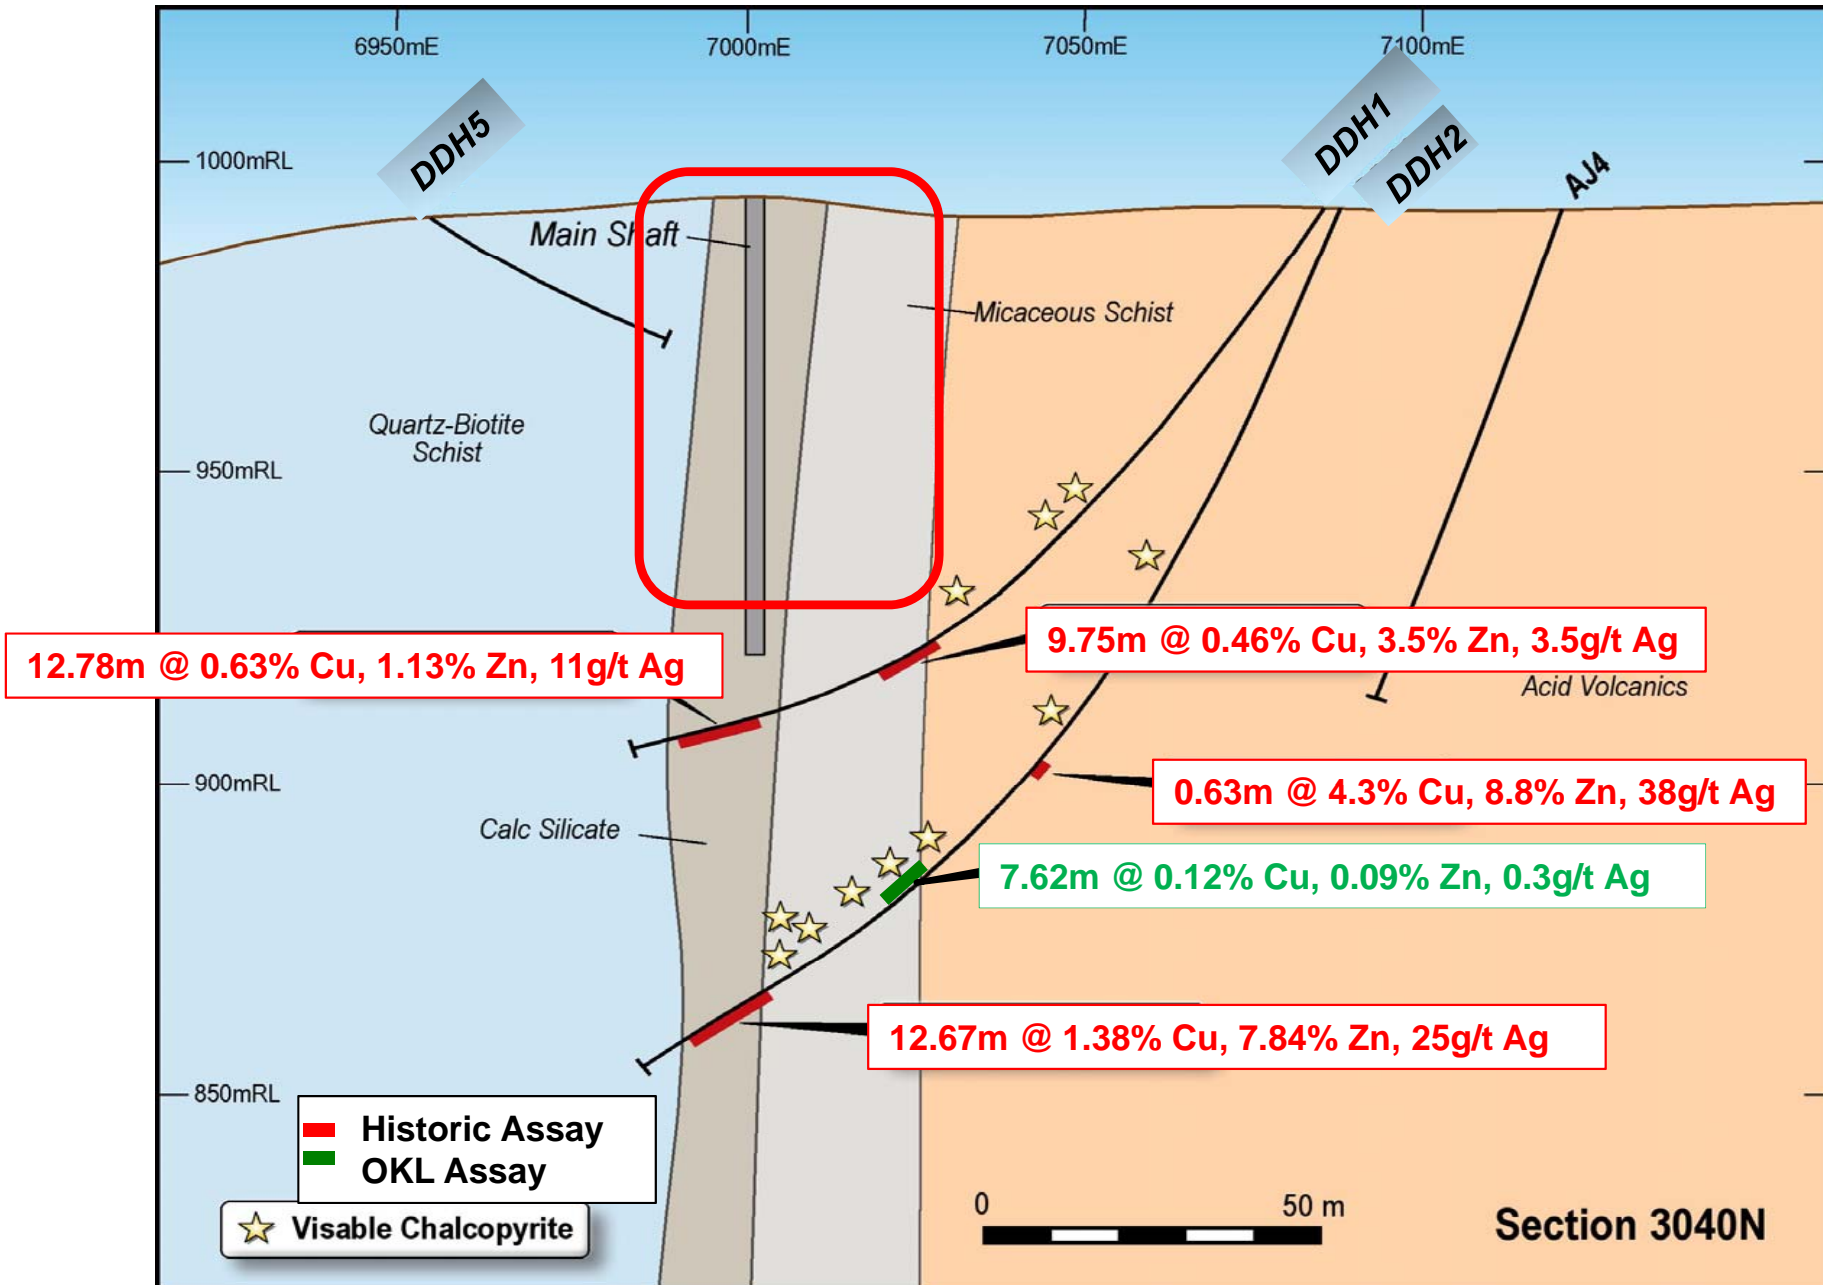 6950mE
7000mE
7050mE
7100mE
DDH5
DDH1
DDH2
AJ4
1000mRL
Main Shaft
Micaceous Schist
Quartz-Biotite
Schist
950mRL
9.75m @ 0.46% Cu, 3.5% Zn, 3.5g/t Ag
12.78m @ 0.63% Cu, 1.13% Zn, 11g/t Ag
Acid Volcanics
900mRL
0.63m @ 4.3% Cu, 8.8% Zn, 38g/t Ag
Calc Silicate
7.62m @ 0.12% Cu, 0.09% Zn, 0.3g/t Ag
12.67m @ 1.38% Cu, 7.84% Zn, 25g/t Ag
850mRL
Historic Assay
OKL Assay
Visable Chalcopyrite
0 50 m
Section 3040N